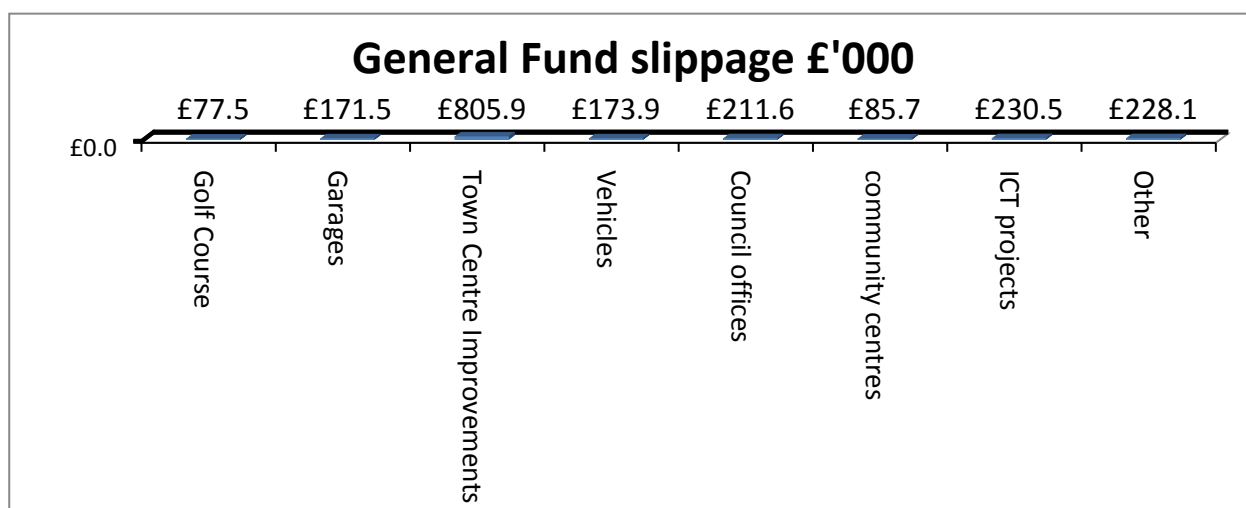 General Fund slippage £'000
£77.5 £171.5 £805.9 £173.9 £211.6 £85.7 £230.5 £228.1
£0.0
Golf Course
Garages
Town Centre Improvements
Vehicles
Council offices
community centres
ICT projects
Other